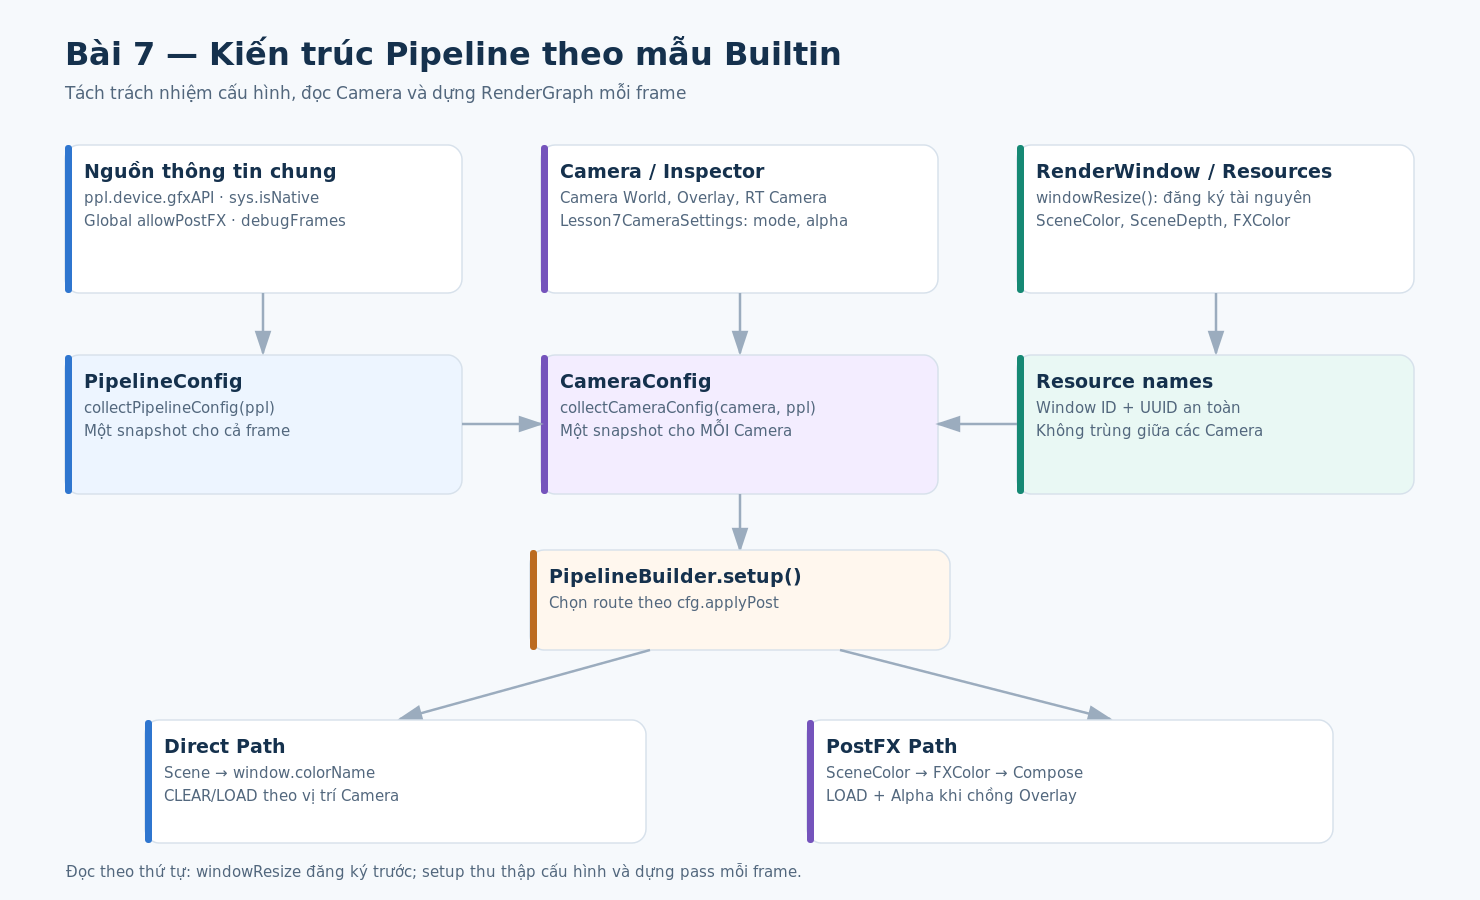 Bài 7 — Kiến trúc Pipeline theo mẫu Builtin
Tách trách nhiệm cấu hình, đọc Camera và dựng RenderGraph mỗi frame
Nguồn thông tin chung
ppl.device.gfxAPI · sys.isNative
Global allowPostFX · debugFrames
Camera / Inspector
Camera World, Overlay, RT Camera
Lesson7CameraSettings: mode, alpha
RenderWindow / Resources
windowResize(): đăng ký tài nguyên
SceneColor, SceneDepth, FXColor
PipelineConfig
collectPipelineConfig(ppl)
Một snapshot cho cả frame
CameraConfig
collectCameraConfig(camera, ppl)
Một snapshot cho MỖI Camera
Resource names
Window ID + UUID an toàn
Không trùng giữa các Camera
PipelineBuilder.setup()
Chọn route theo cfg.applyPost
Direct Path
Scene → window.colorName
CLEAR/LOAD theo vị trí Camera
PostFX Path
SceneColor → FXColor → Compose
LOAD + Alpha khi chồng Overlay
Đọc theo thứ tự: windowResize đăng ký trước; setup thu thập cấu hình và dựng pass mỗi frame.